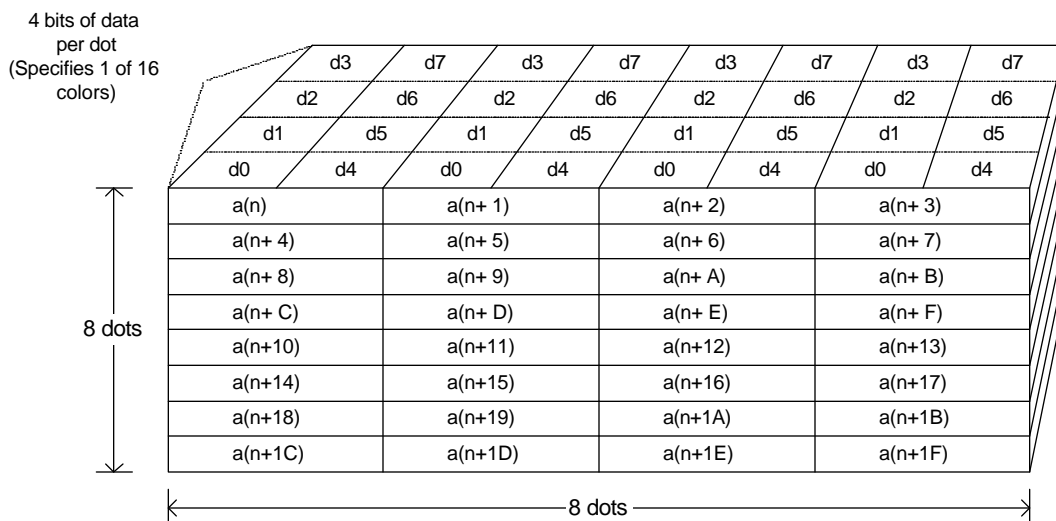 4 bits of data
per dot
(Specifies 1 of 16
colors)
d3 d7 d3 d7 d3 d7 d3 d7
d2 d6 d2 d6 d2 d6 d2 d6
d1 d5 d1 d5 d1 d5 d1 d5
d0 d4 d0 d4 d0 d4 d0 d4
a(n) a(n+ 1) a(n+ 2) a(n+ 3)
a(n+ 4) a(n+ 5) a(n+ 6) a(n+ 7)
a(n+ 8) a(n+ 9) a(n+ A) a(n+ B)
a(n+ C) a(n+ D) a(n+ E) a(n+ F)
8 dots
a(n+10) a(n+11) a(n+12) a(n+13)
a(n+14) a(n+15) a(n+16) a(n+17)
a(n+18) a(n+19) a(n+1A) a(n+1B)
a(n+1C) a(n+1D) a(n+1E) a(n+1F)
8 dots